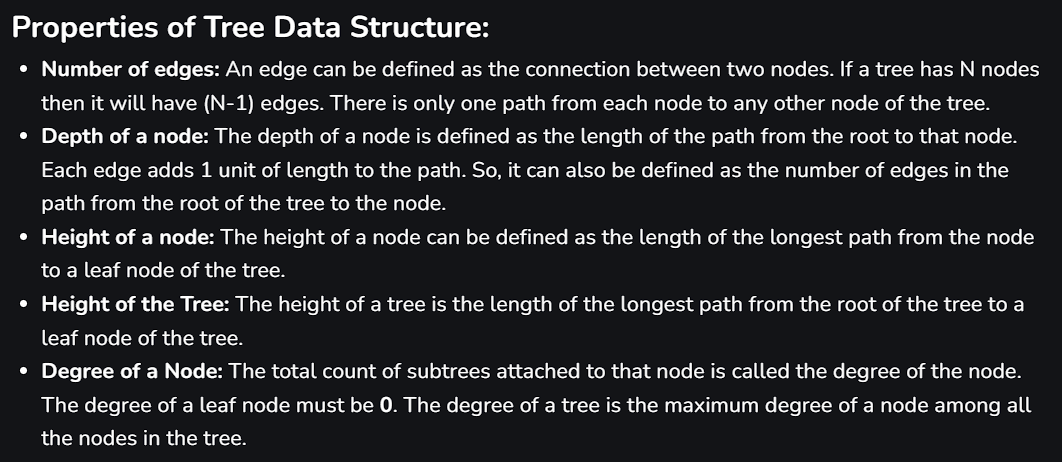 Properties of Tree Data Structure:
• Number of edges: An edge can be defined as the connection between two nodes. If a tree has N nodes
then it will have (N-1) edges. There is only one path from each node to any other node of the tree.
• Depth of a node: The depth of a node is defined as the length of the path from the root to that node.
Each edge adds 1 unit of length to the path. So, it can also be defined as the number of edges in the
path from the root of the tree to the node.
• Height of a node: The height of a node can be defined as the length of the longest path from the node
to a leaf node of the tree.
• Height of the Tree: The height of a tree is the length of the longest path from the root of the tree to a
leaf node of the tree.
• Degree of a Node: The total count of subtrees attached to that node is called the degree of the node.
The degree of a leaf node must be 0. The degree of a tree is the maximum degree of a node among all
the nodes in the tree.